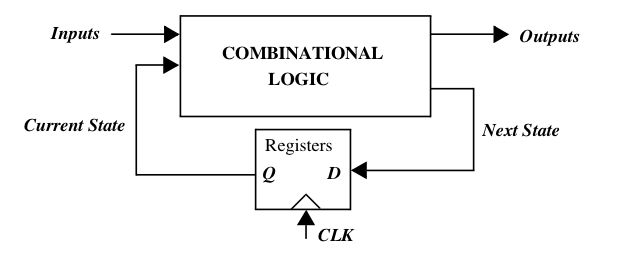 Inputs
COMBINATIONAL
LOGIC
Outputs
Current State
Next State
Registers
Q D
CLK